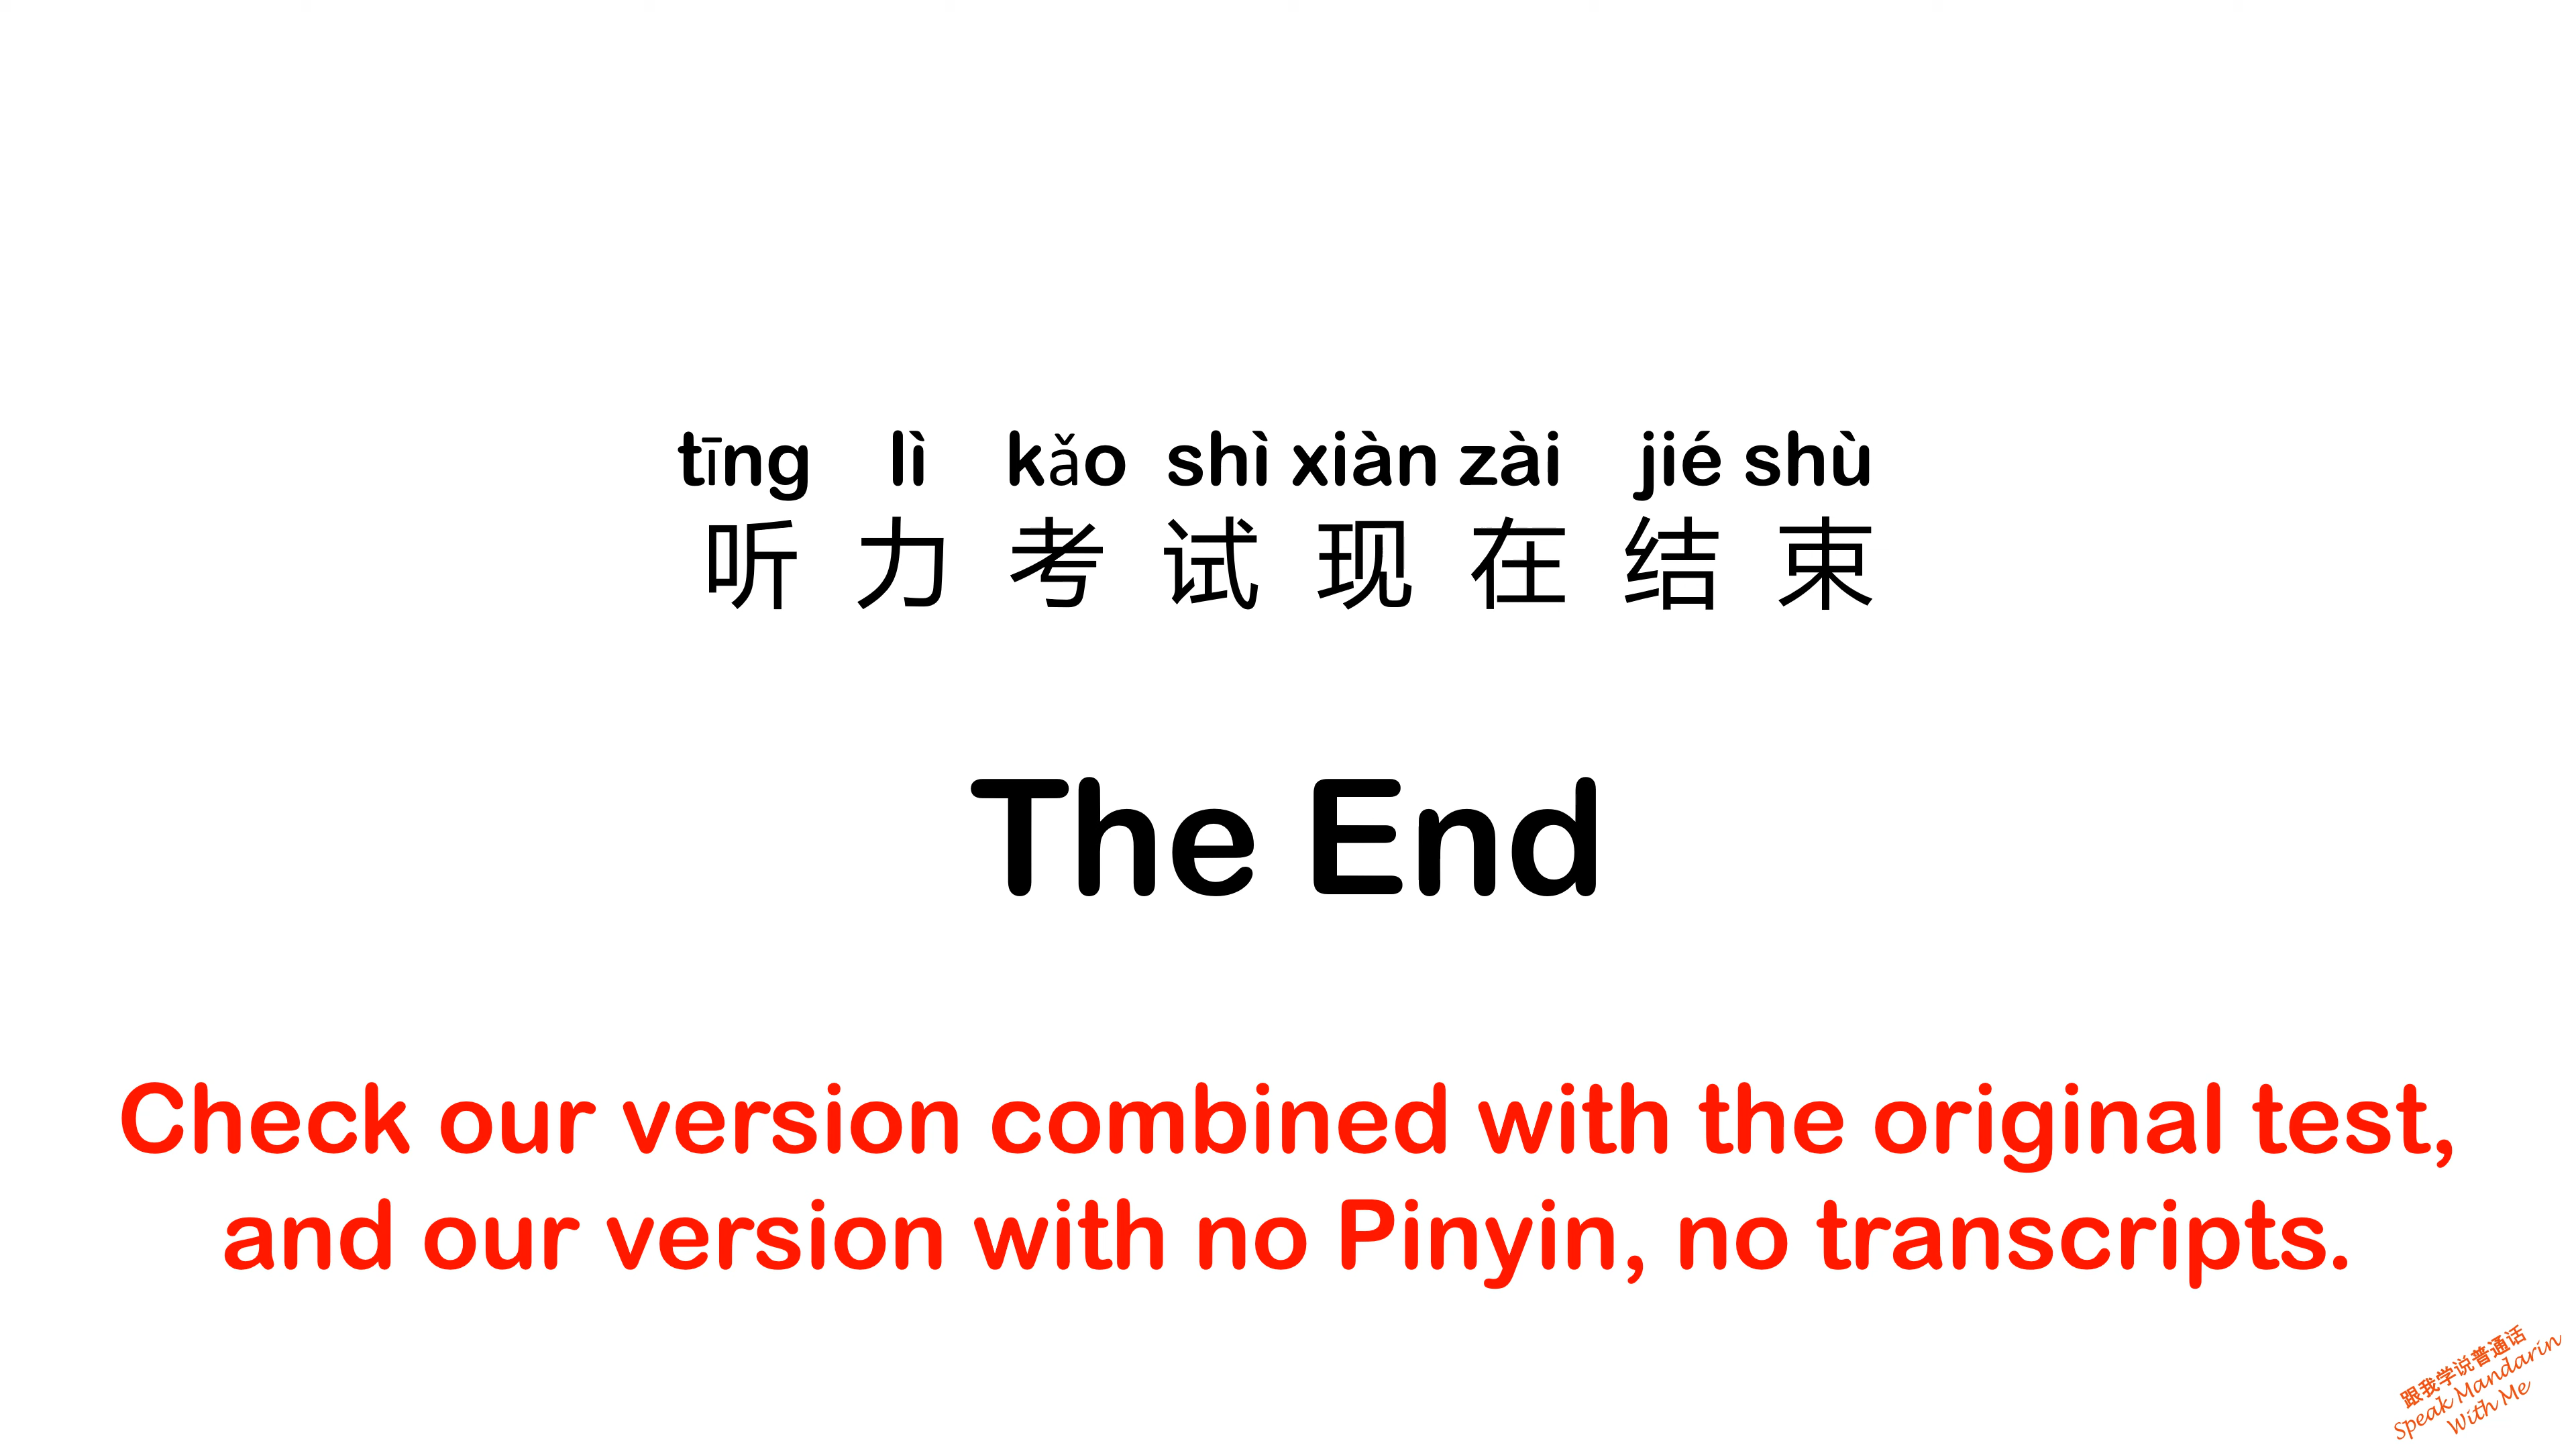 tīng lì kǎo shì xiàn zài jié shù
听力考试现在结束
The End
Check our version combined with the original test,
and our version with no Pinyin, no transcripts.
跟我学说普通话
Speak Mandarin
With Me